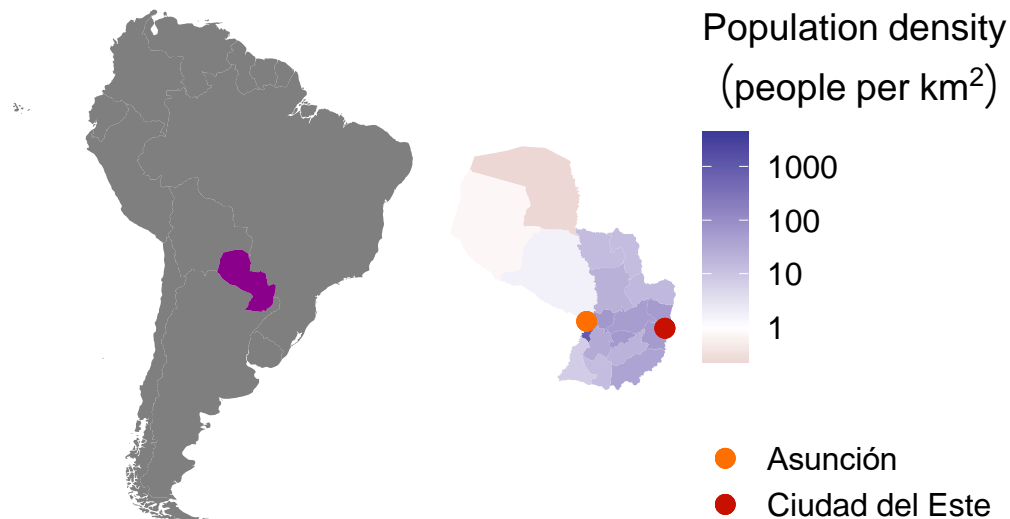 Population density
(people per km²)
1000
100
10
1
Asunción
Ciudad del Este